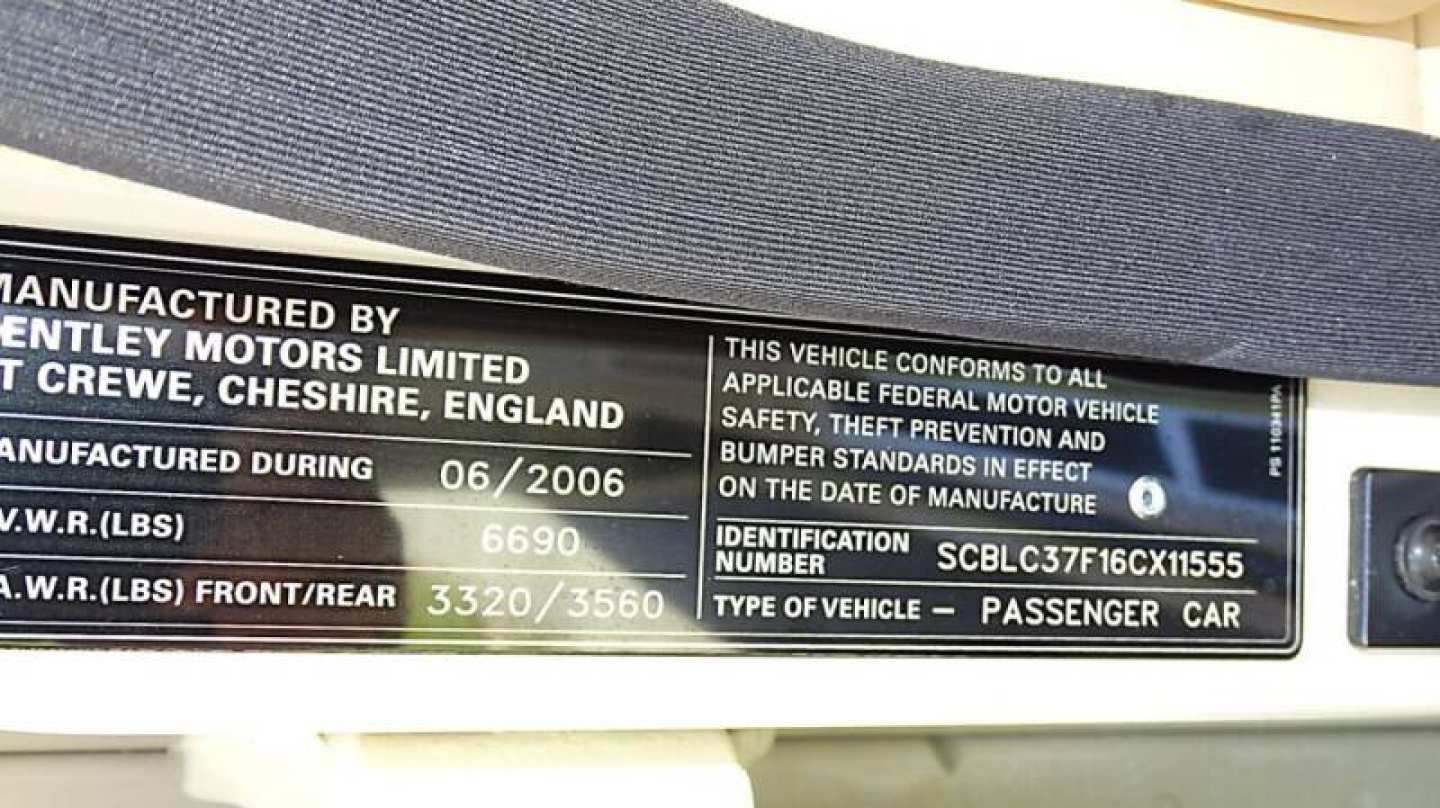 MANUFACTURED BY
ENTLEY MOTORS LIMITED
T CREWE, CHESHIRE, ENGLAND
ANUFACTURED DURING 06/2006
.V.W.R.(LBS) 6690
A.W.R.(LBS) FRONT/REAR 3320/3560
THIS VEHICLE CONFORMS TO ALL
APPLICABLE FEDERAL MOTOR VEHICLE
SAFETY, THEFT PREVENTION AND
BUMPER STANDARDS IN EFFECT
ON THE DATE OF MANUFACTURE
IDENTIFICATION
NUMBER SCBLC37F16CX11555
TYPE OF VEHICLE — PASSENGER CAR
PS 110341PA